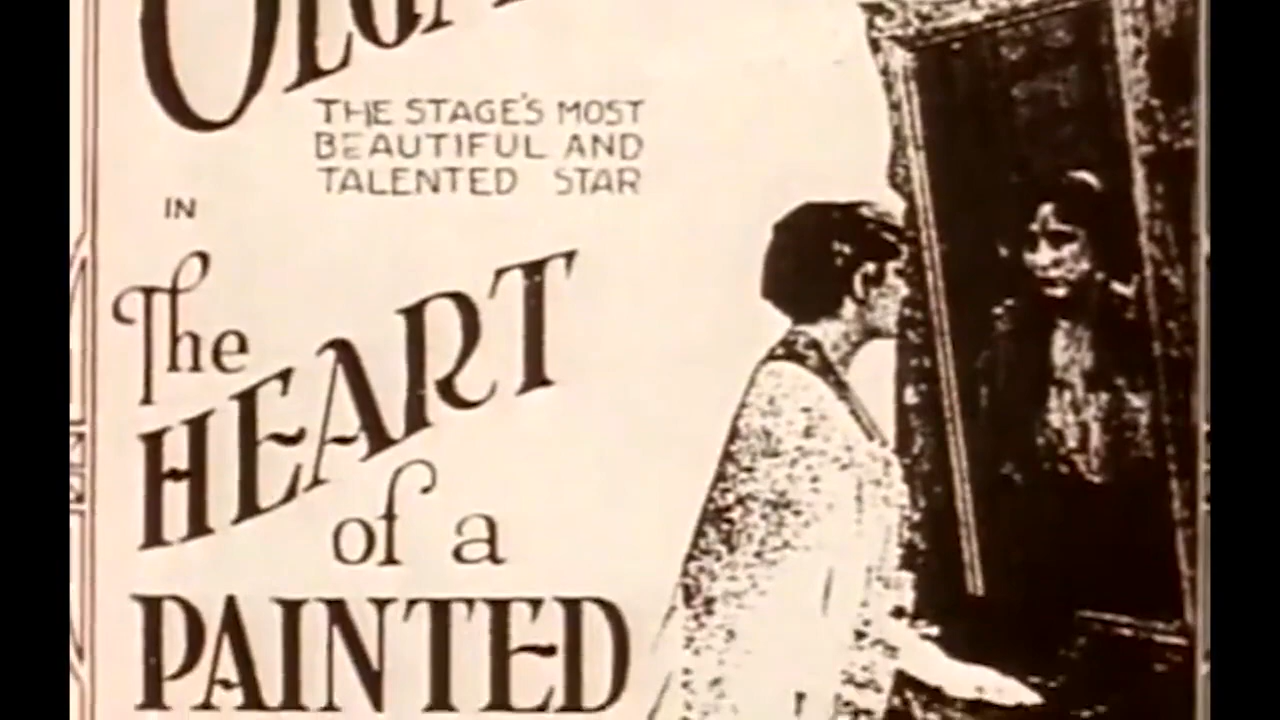 THE STAGE'S MOST
BEAUTIFUL AND
TALENTED STAR
IN
The
HEART
of a
PAINTED